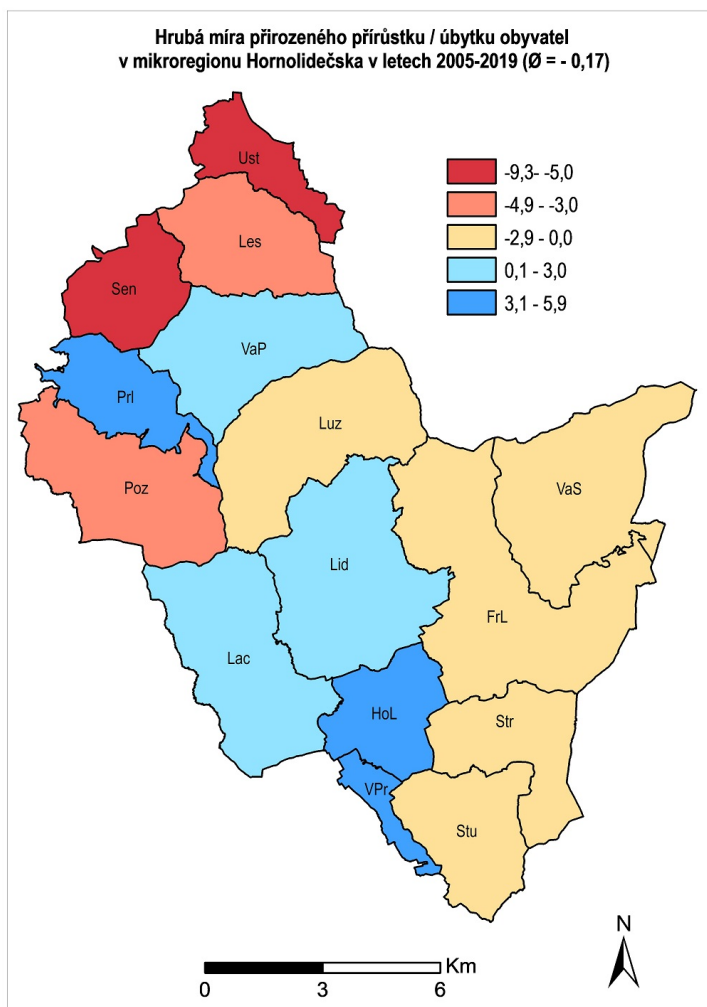 Hrubá míra přirozeného přírůstku / úbytku obyvatel
v mikroregionu Hornolidečska v letech 2005-2019 (Ø = - 0,17)
-9,3- -5,0
-4,9 - -3,0
-2,9 - 0,0
0,1 - 3,0
3,1 - 5,9
Ust
Les
Sen
VaP
Prl
Luz
Poz
VaS
Lid
FrL
Lac
HoL
Str
VPr
Stu
N
Km
0 3 6